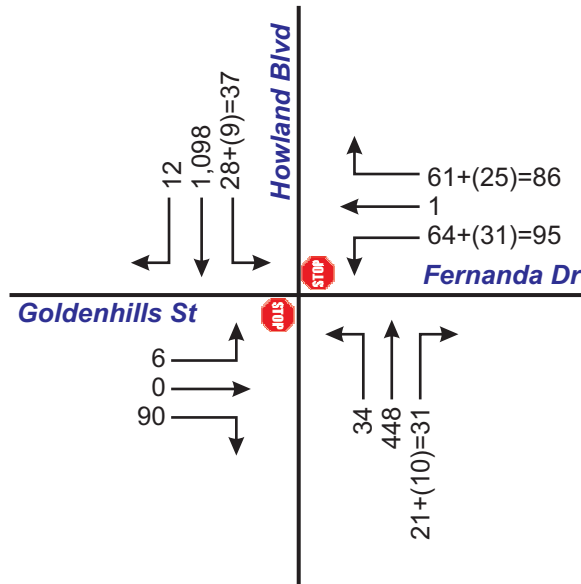 Howland Blvd
12
1,098
28+(9)=37
61+(25)=86
1
64+(31)=95
STOP
Fernanda Dr
Goldenhills St
STOP
6
0
90
34
448
21+(10)=31